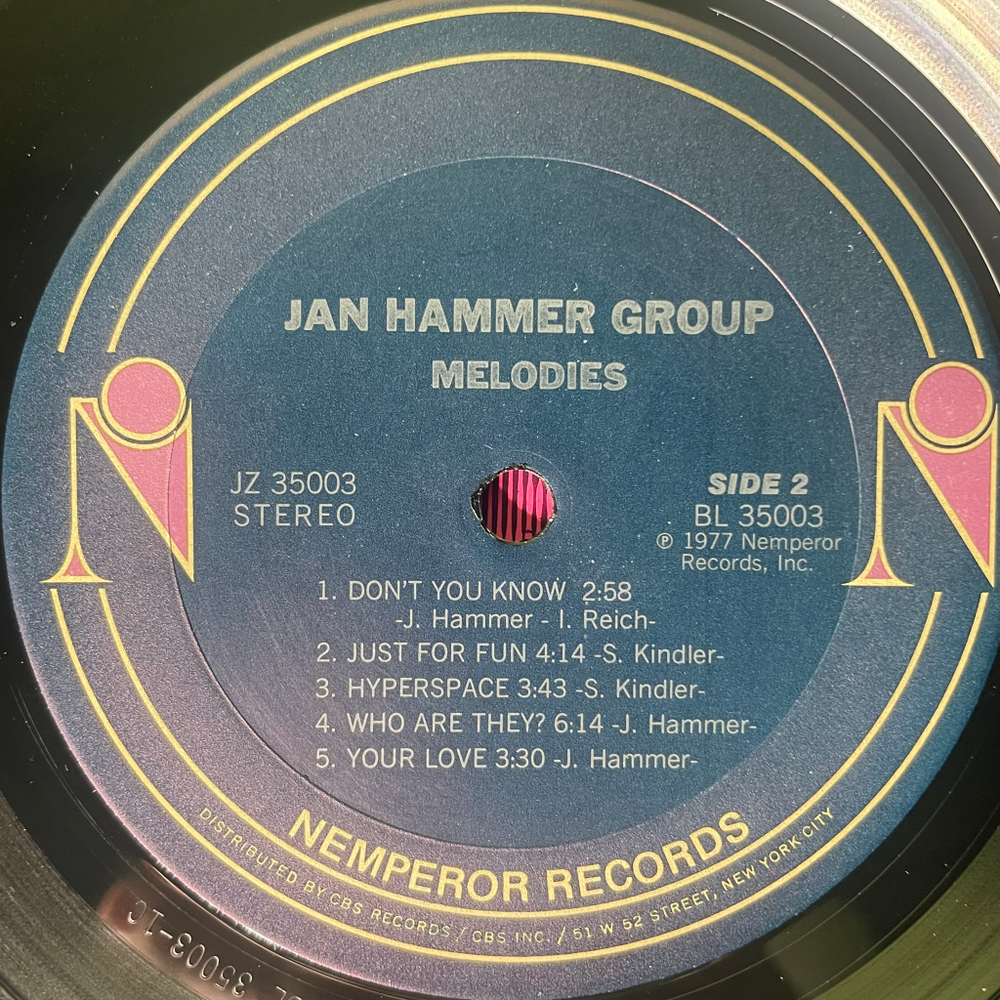 JAN HAMMER GROUP
MELODIES
JZ 35003
STEREO
SIDE 2
BL 35003
℗ 1977 Nemperor
Records, Inc.
1. DON'T YOU KNOW 2:58
-J. Hammer - I. Reich-
2. JUST FOR FUN 4:14 -S. Kindler-
3. HYPERSPACE 3:43 -S. Kindler-
4. WHO ARE THEY? 6:14 -J. Hammer-
5. YOUR LOVE 3:30 -J. Hammer-
NEMPEROR RECORDS
DISTRIBUTED BY CBS RECORDS / CBS INC. / 51 W 52 STREET, NEW YORK CITY
BL 35003-1C